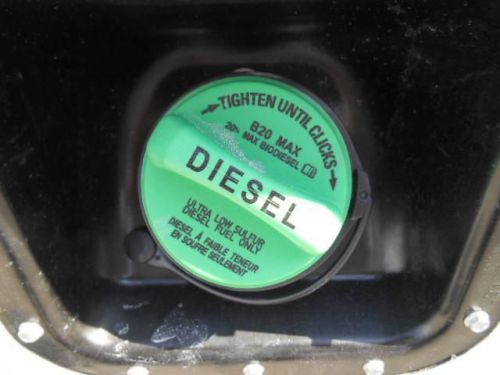 TIGHTEN UNTIL CLICKS
B20 MAX
20% MAX BIODIESEL
DIESEL
ULTRA LOW SULFUR
DIESEL FUEL ONLY
DIESEL À FAIBLE TENEUR
EN SOUFRE SEULEMENT